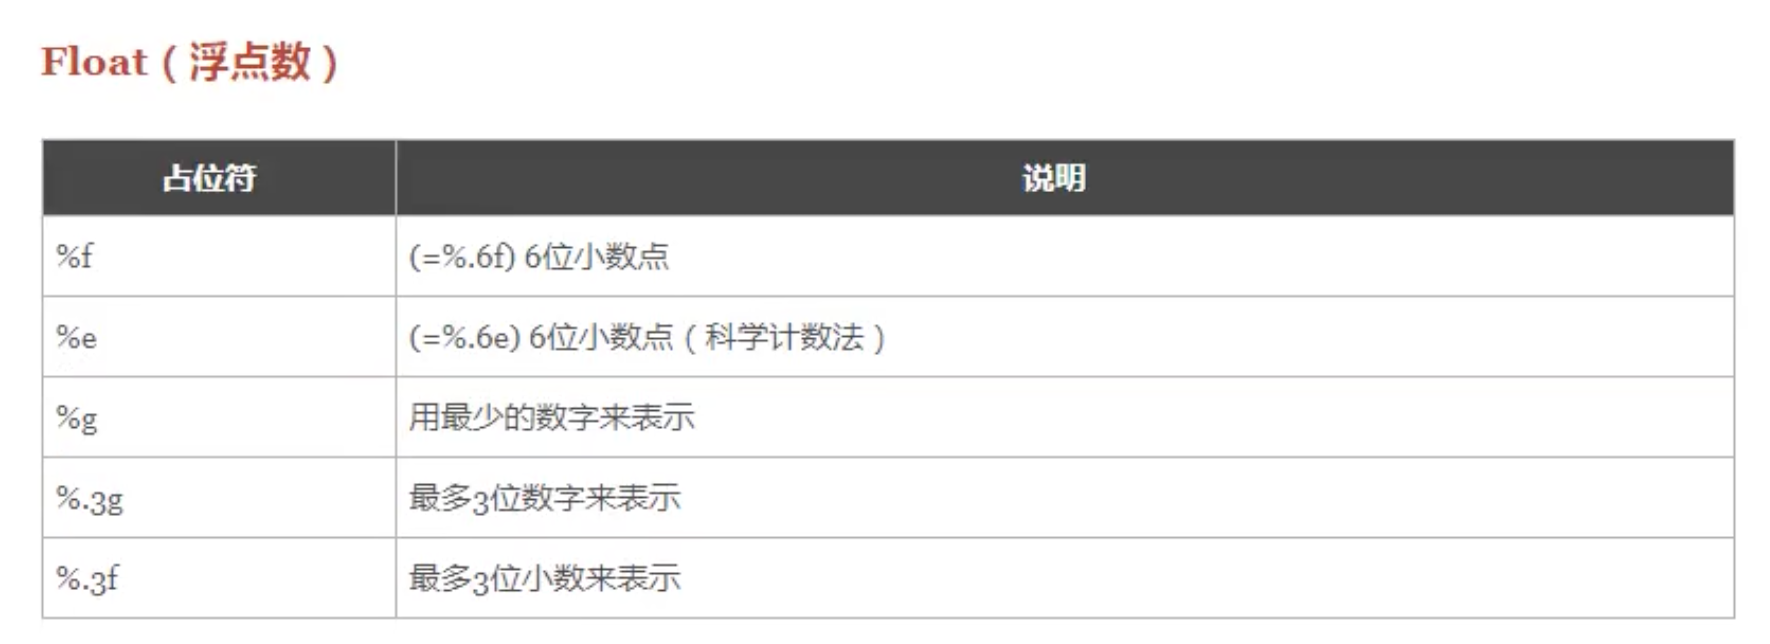 Float（浮点数）
占位符 说明
%f (=%.6f) 6位小数点
%e (=%.6e) 6位小数点（科学计数法）
%g 用最少的数字来表示
%.3g 最多3位数字来表示
%.3f 最多3位小数来表示